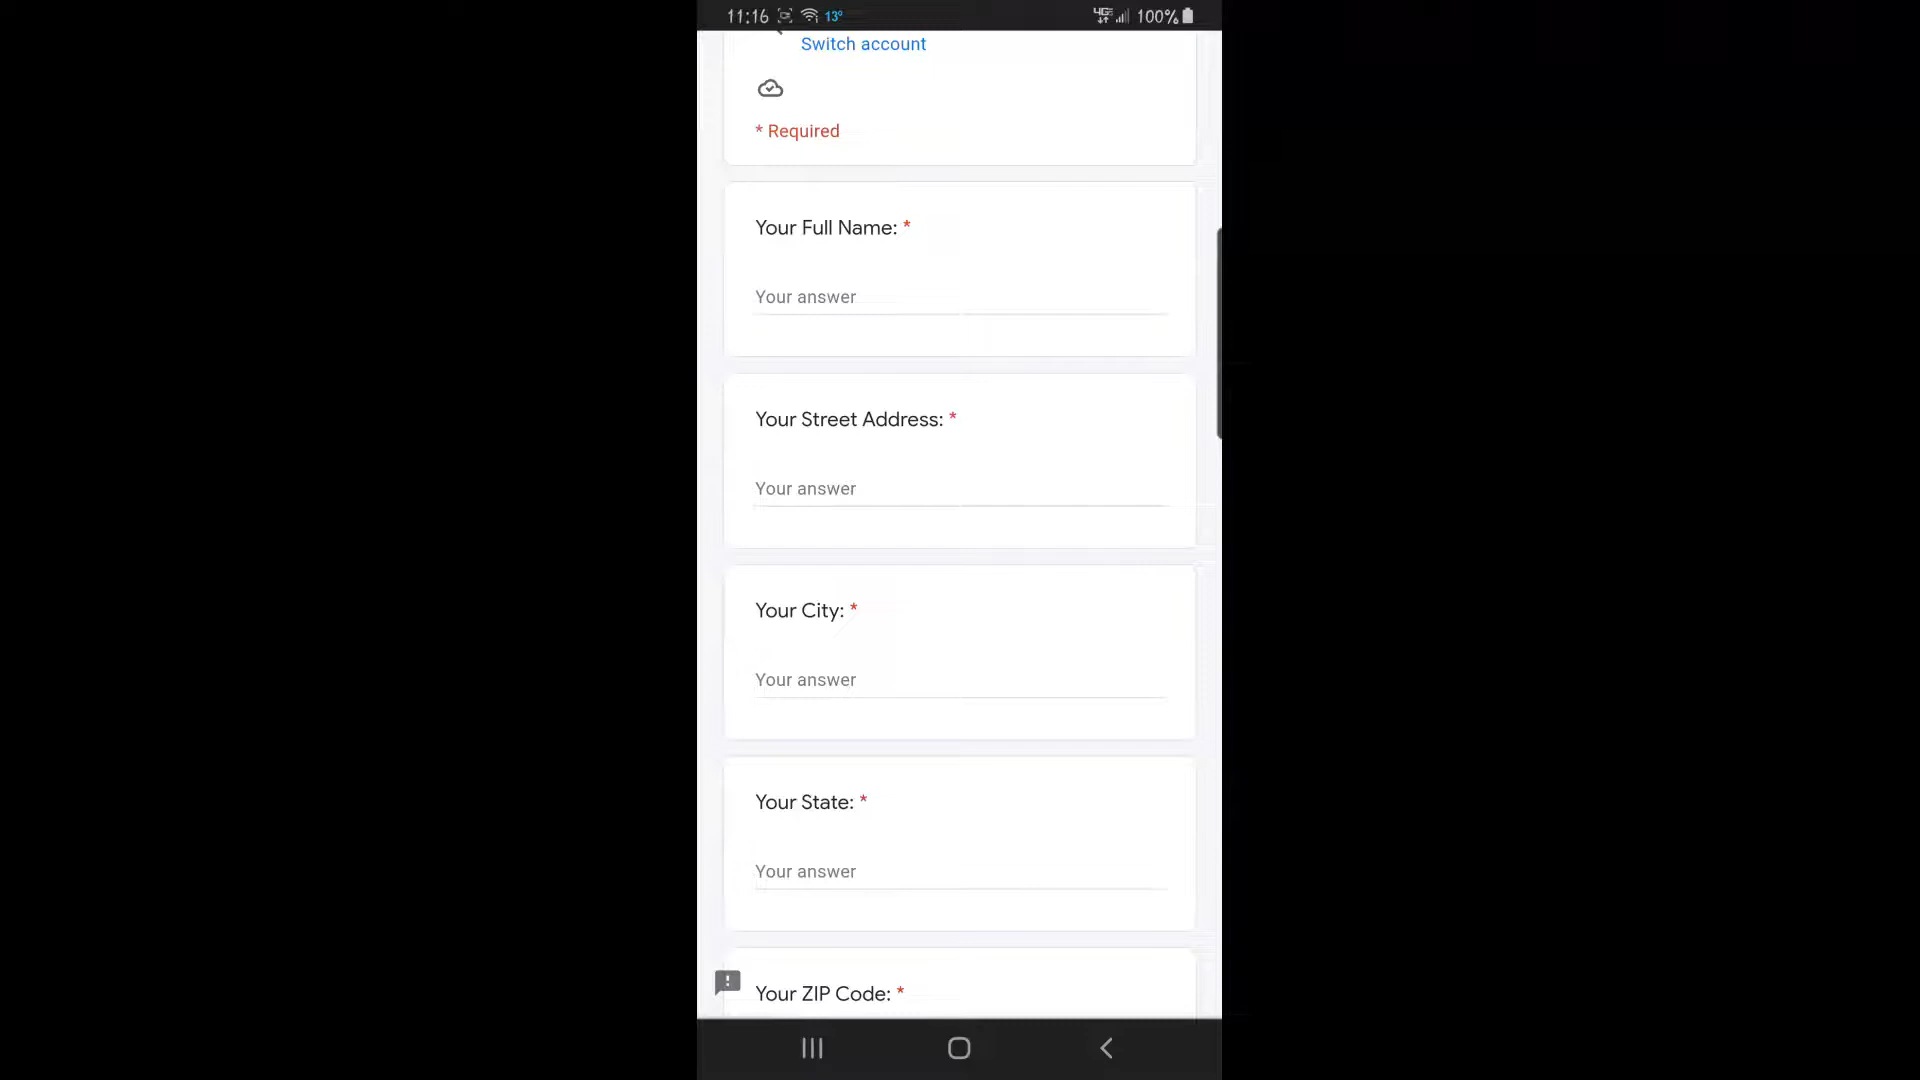 11:16 13° 4G 100%
Switch account
* Required
Your Full Name: *
Your answer
Your Street Address: *
Your answer
Your City: *
Your answer
Your State: *
Your answer
Your ZIP Code: *